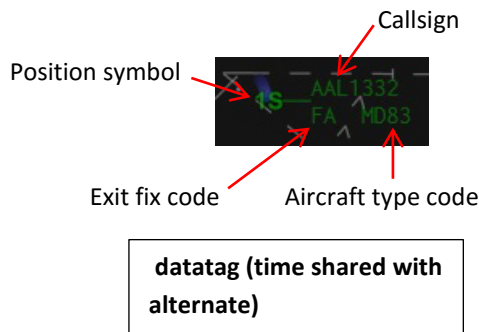 Callsign
Position symbol
AAL1332
1S
FA MD83
Exit fix code
Aircraft type code
datatag (time shared with
alternate)